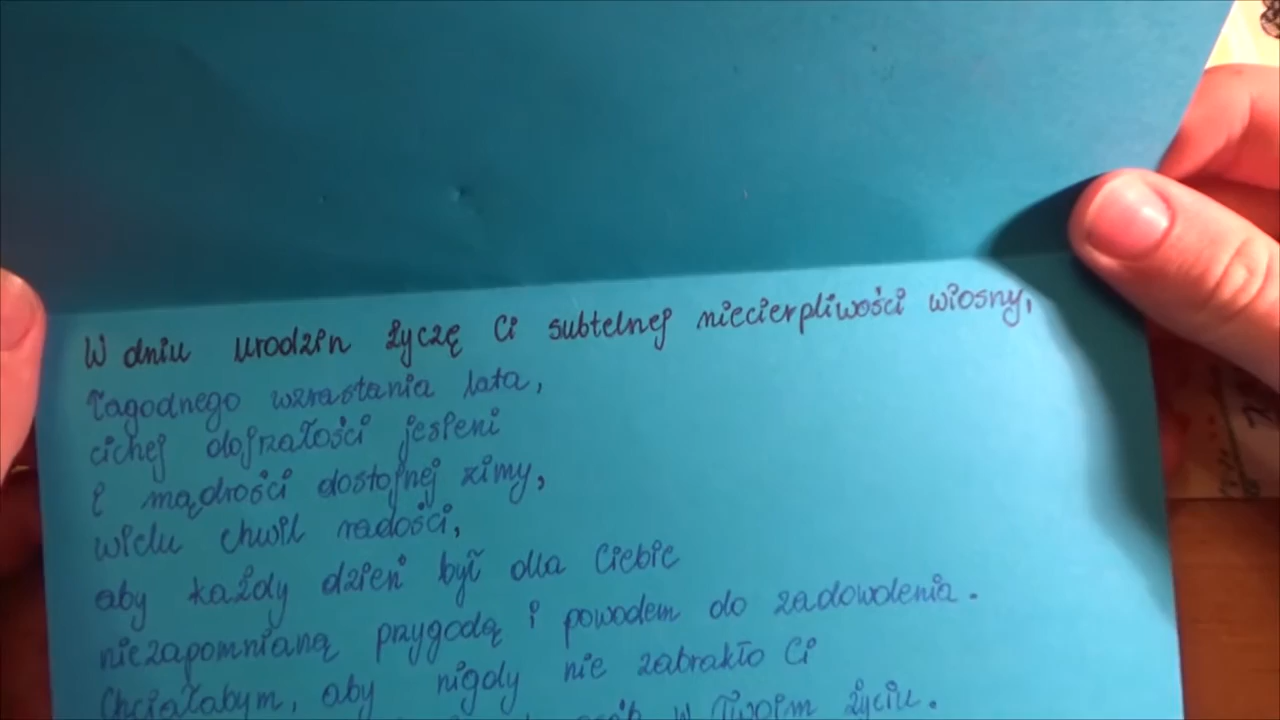 W dniu urodzin życzę Ci subtelnej niecierpliwości wiosny,
łagodnego wzrastania lata,
cichej dojrzałości jesieni
i mądrości dostojnej zimy,
wielu chwil radości,
aby każdy dzień był dla Ciebie
niezapomnianą przygodą i powodem do zadowolenia.
Chciałabym, aby nigdy nie zabrakło Ci
w Twoim życiu.